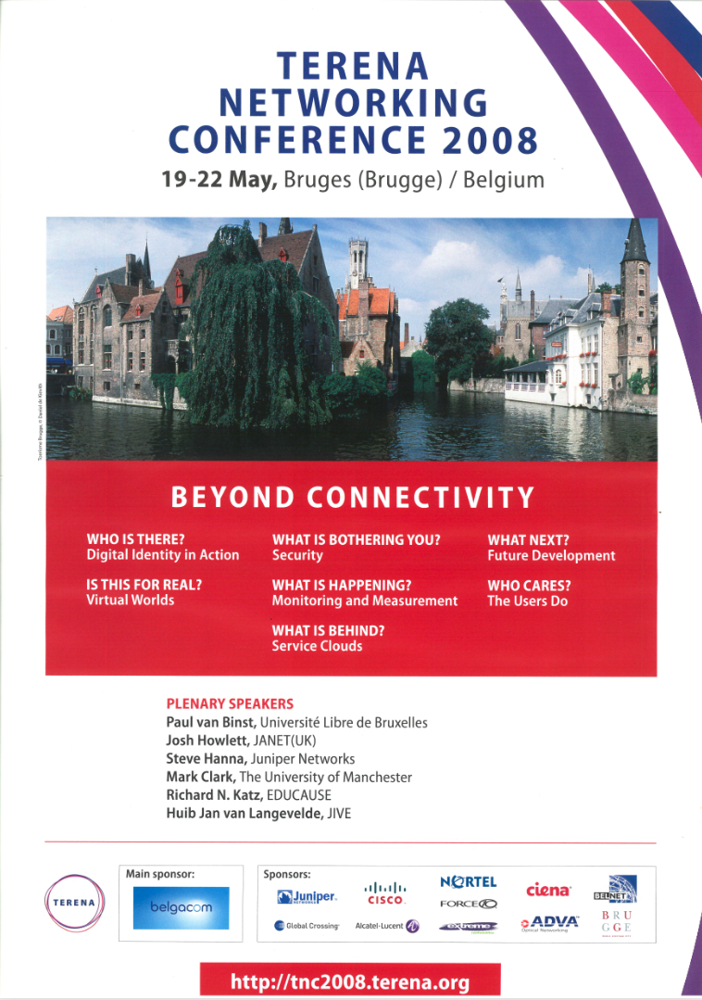 TERENA
NETWORKING
CONFERENCE 2008
19-22 May, Bruges (Brugge) / Belgium
BEYOND CONNECTIVITY
WHO IS THERE?
Digital Identity in Action
IS THIS FOR REAL?
Virtual Worlds
WHAT IS BOTHERING YOU?
Security
WHAT IS HAPPENING?
Monitoring and Measurement
WHAT IS BEHIND?
Service Clouds
WHAT NEXT?
Future Development
WHO CARES?
The Users Do
PLENARY SPEAKERS
Paul van Binst, Université Libre de Bruxelles
Josh Howlett, JANET(UK)
Steve Hanna, Juniper Networks
Mark Clark, The University of Manchester
Richard N. Katz, EDUCAUSE
Huib Jan van Langevelde, JIVE
TERENA
Main sponsor:
belgacom
Sponsors:
Juniper
NETWORKS
CISCO
NORTEL
FORCE10
ciena
BELNET
Global Crossing
Alcatel-Lucent
extreme
ADVA
Optical Networking
BRU
GGE
http://tnc2008.terena.org